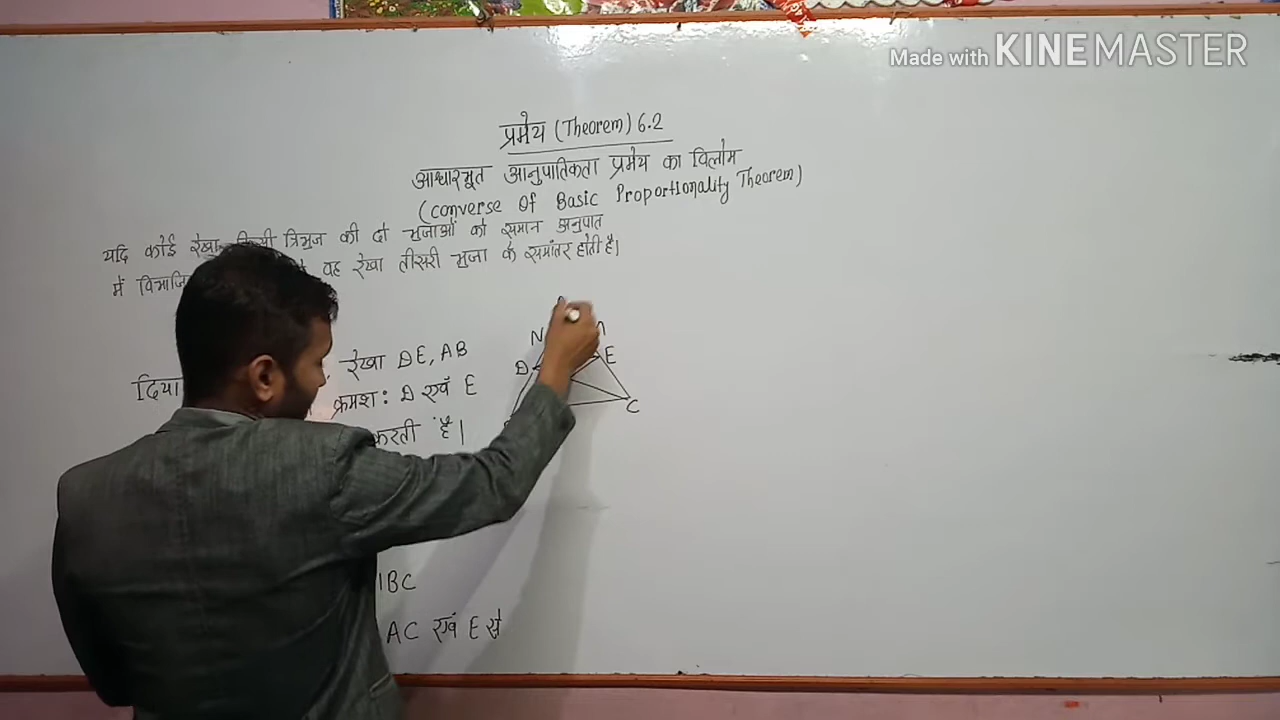 Made with KINEMASTER
प्रमेय (Theorem) 6.2
आधारभूत आनुपातिकता प्रमेय का विलोम
(converse Of Basic Proportionality Theorem)
यदि कोई रेखा किसी त्रिभुज की दो भुजाओं को समान अनुपात
में वह रेखा तीसरी भुजा के समांतर होती है।
N
D E
C
दिया रेखा DE, AB
क्रमश: D एवं E
करती है।
BC
AC एवं E से